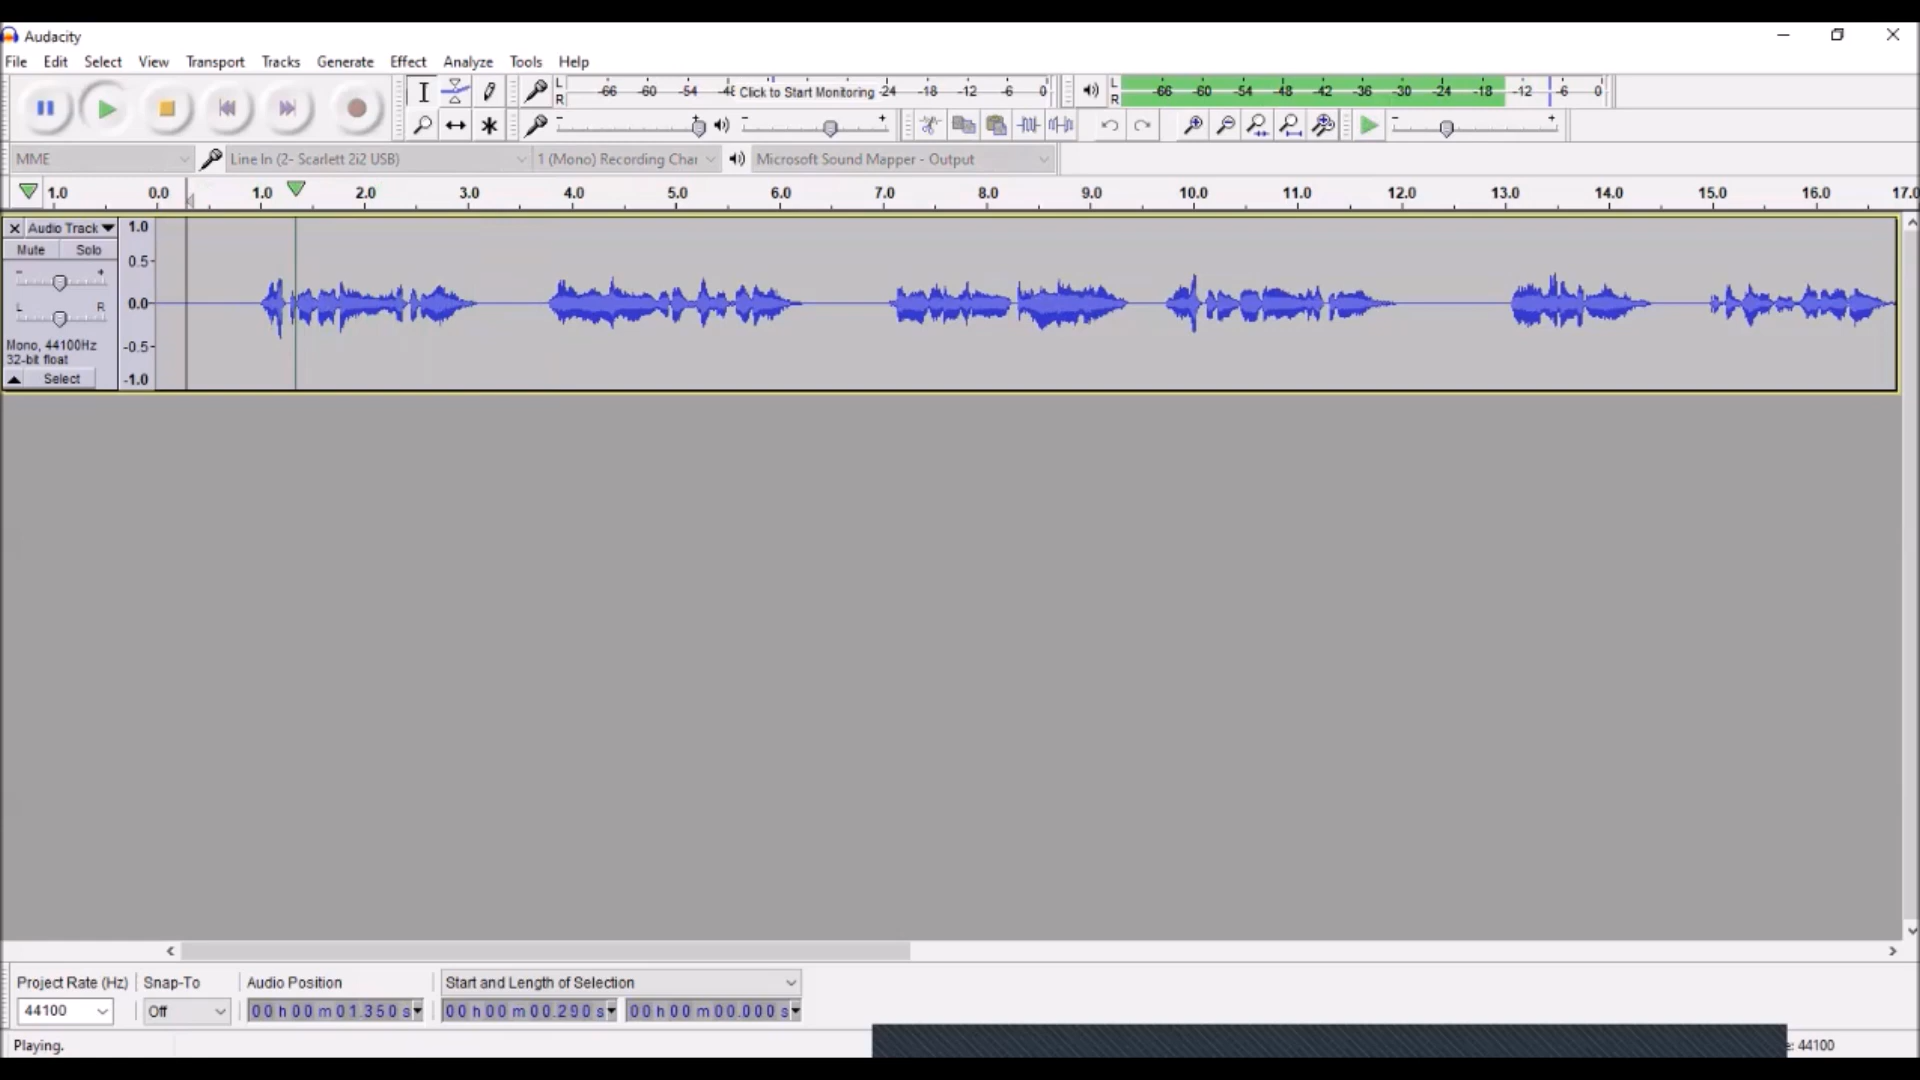 Audacity
File Edit Select View Transport Tracks Generate Effect Analyze Tools Help
L R -66 -60 -54 -48 Click to Start Monitoring -24 -18 -12 -6 0 L R -66 -60 -54 -48 -42 -36 -30 -24 -18 -12 -6 0
MME Line In (2- Scarlett 2i2 USB) 1 (Mono) Recording Char Microsoft Sound Mapper - Output
1.0 0.0 1.0 2.0 3.0 4.0 5.0 6.0 7.0 8.0 9.0 10.0 11.0 12.0 13.0 14.0 15.0 16.0 17.0
Audio Track 1.0
Mute Solo
0.5
0.0
L R
Mono, 44100Hz
-0.5
32-bit float
Select -1.0
Project Rate (Hz) Snap-To Audio Position Start and Length of Selection
44100 Off 00 h 00 m 01.350 s 00 h 00 m 00.290 s 00 h 00 m 00.000 s
Playing. : 44100